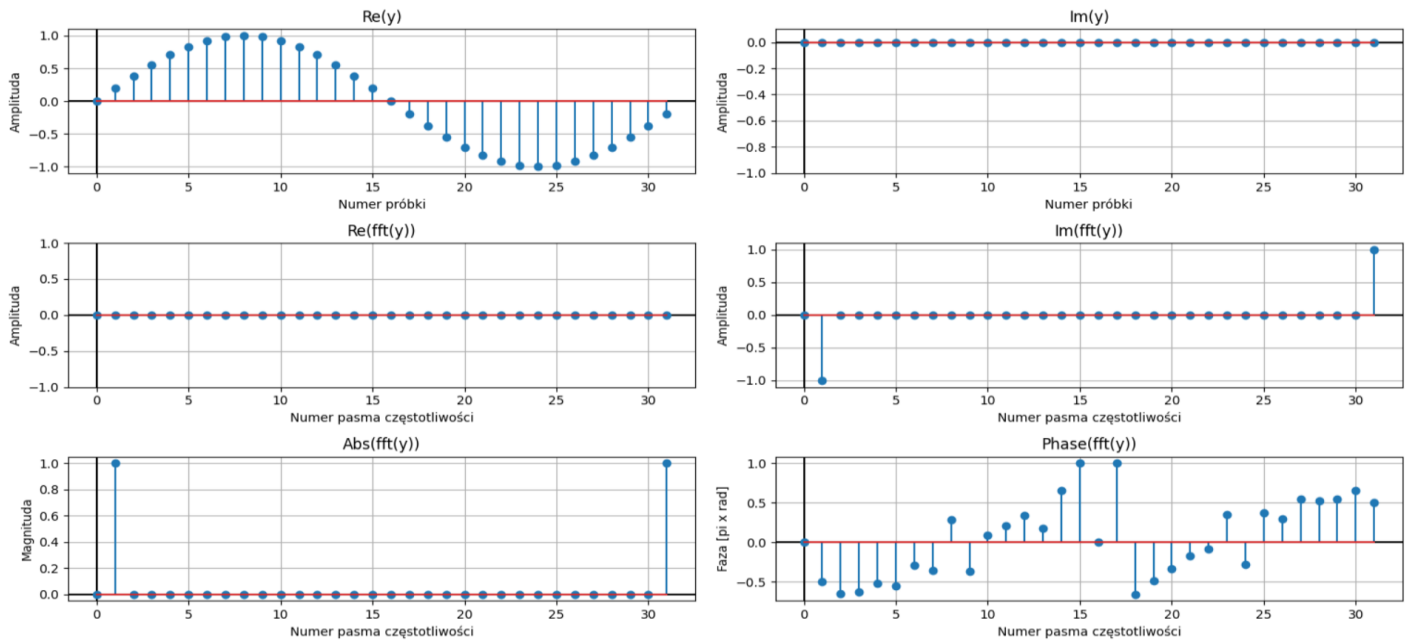 Re(y)
Amplituda
1.0
0.5
0.0
−0.5
−1.0
0 5 10 15 20 25 30
Numer próbki
Im(y)
Amplituda
0.0
−0.2
−0.4
−0.6
−0.8
−1.0
0 5 10 15 20 25 30
Numer próbki
Re(fft(y))
Amplituda
1.0
0.5
0.0
−0.5
−1.0
0 5 10 15 20 25 30
Numer pasma częstotliwości
Im(fft(y))
Amplituda
1.0
0.5
0.0
−0.5
−1.0
0 5 10 15 20 25 30
Numer pasma częstotliwości
Abs(fft(y))
Magnituda
1.0
0.8
0.6
0.4
0.2
0.0
0 5 10 15 20 25 30
Numer pasma częstotliwości
Phase(fft(y))
Faza [pi x rad]
1.0
0.5
0.0
−0.5
0 5 10 15 20 25 30
Numer pasma częstotliwości